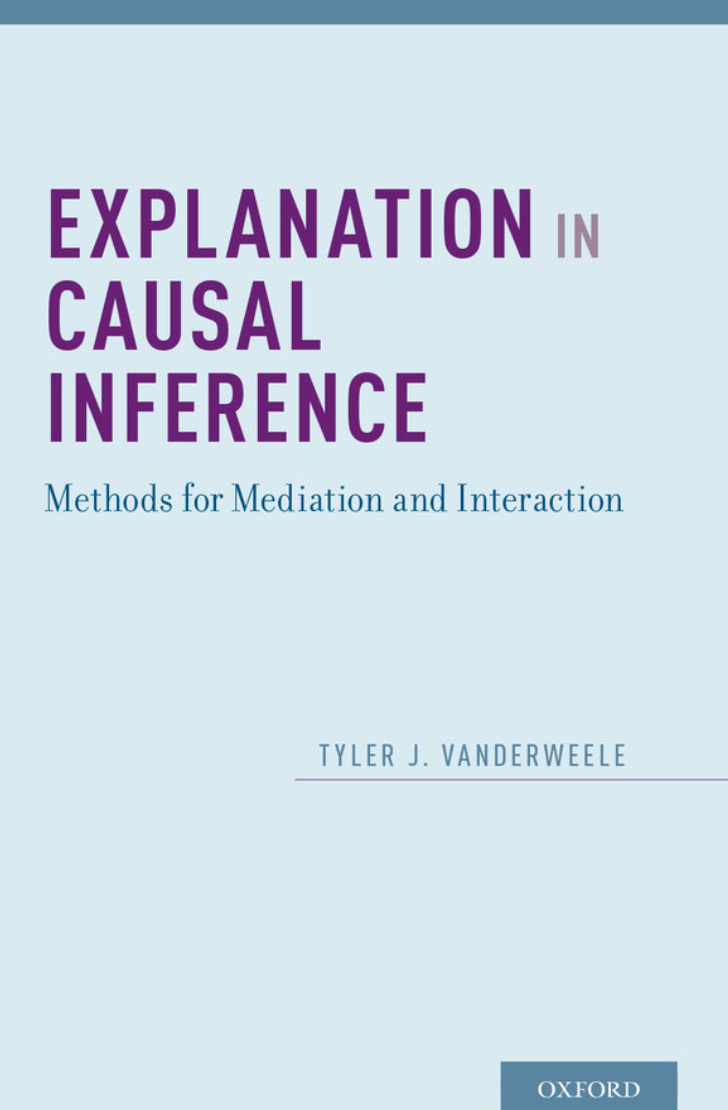 EXPLANATION IN
CAUSAL
INFERENCE
Methods for Mediation and Interaction
TYLER J. VANDERWEELE
OXFORD